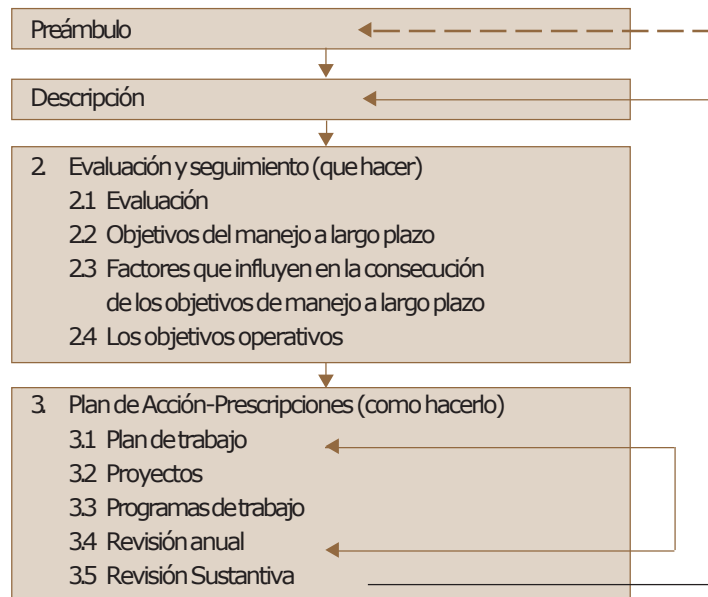 Preámbulo
Descripción
2. Evaluación y seguimiento (que hacer)
2.1 Evaluación
2.2 Objetivos del manejo a largo plazo
2.3 Factores que influyen en la consecución
de los objetivos de manejo a largo plazo
2.4 Los objetivos operativos
3. Plan de Acción-Prescripciones (como hacerlo)
3.1 Plan de trabajo
3.2 Proyectos
3.3 Programas de trabajo
3.4 Revisión anual
3.5 Revisión Sustantiva